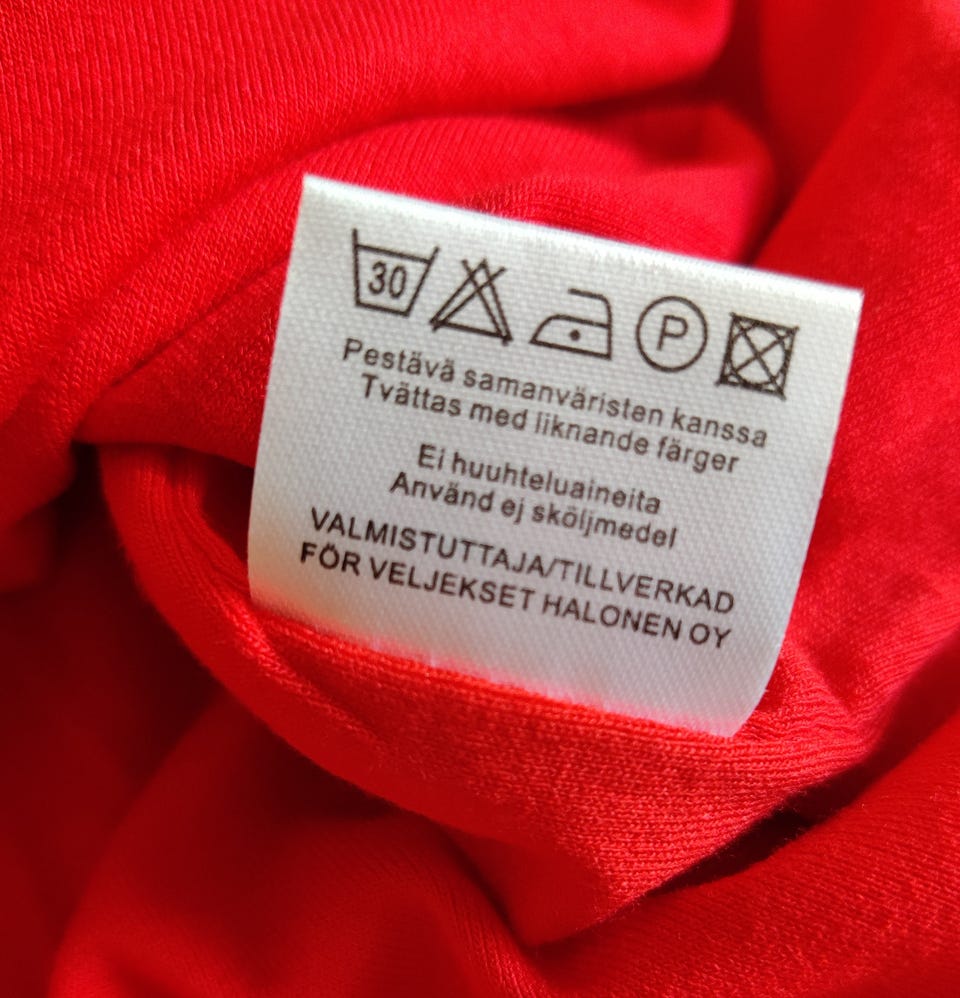 30 P
Pestävä samanväristen kanssa
Tvättas med liknande färger
Ei huuhteluaineita
Använd ej sköljmedel
VALMISTUTTAJA/TILLVERKAD
FÖR VELJEKSET HALONEN OY